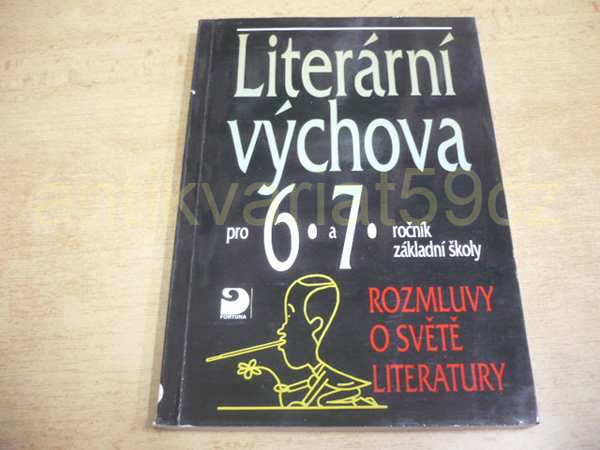 Literární
výchova
pro 6. a 7. ročník
základní školy
FORTUNA
ROZMLUVY
O SVĚTĚ
LITERATURY
antikvariat59cz